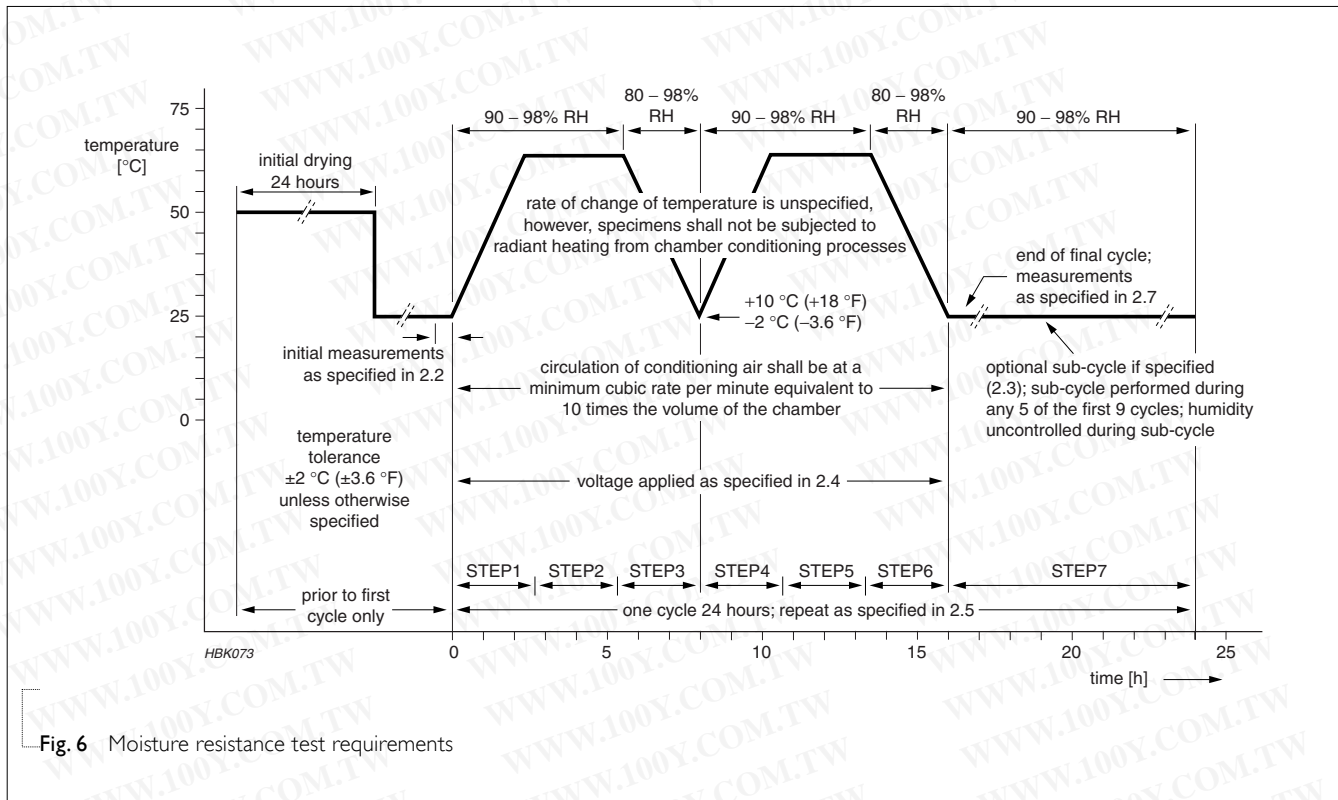 75
50
25
0
temperature
[°C]
initial drying
24 hours
90 – 98% RH
80 – 98%
RH
90 – 98% RH
80 – 98%
RH
90 – 98% RH
rate of change of temperature is unspecified,
however, specimens shall not be subjected to
radiant heating from chamber conditioning processes
end of final cycle;
measurements
as specified in 2.7
+10 °C (+18 °F)
–2 °C (–3.6 °F)
initial measurements
as specified in 2.2
circulation of conditioning air shall be at a
minimum cubic rate per minute equivalent to
10 times the volume of the chamber
optional sub-cycle if specified
(2.3); sub-cycle performed during
any 5 of the first 9 cycles; humidity
uncontrolled during sub-cycle
temperature
tolerance
±2 °C (±3.6 °F)
unless otherwise
specified
voltage applied as specified in 2.4
STEP1 STEP2 STEP3 STEP4 STEP5 STEP6 STEP7
prior to first
cycle only
one cycle 24 hours; repeat as specified in 2.5
HBK073
0 5 10 15 20 25
time [h]
Fig. 6 Moisture resistance test requirements
WWW.100Y.COM.TW